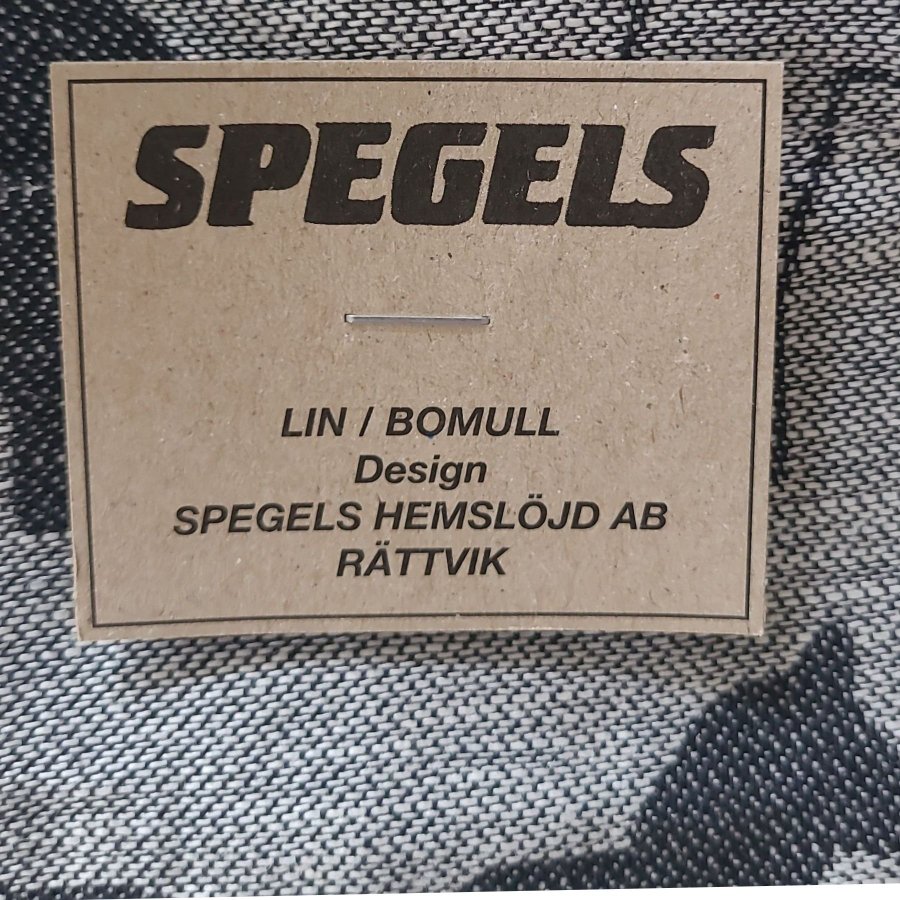 SPEGELS
LIN / BOMULL
Design
SPEGELS HEMSLÖJD AB
RÄTTVIK